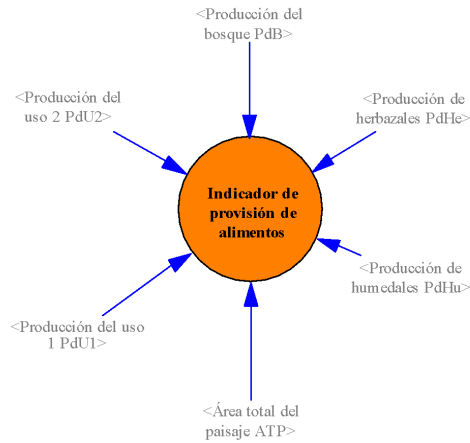 <Producción del
bosque PdB>
<Producción del
uso 2 PdU2>
<Producción de
herbazales PdHe>
Indicador de
provisión de
alimentos
<Producción de
humedales PdHu>
<Producción del uso
1 PdU1>
<Área total del
paisaje ATP>